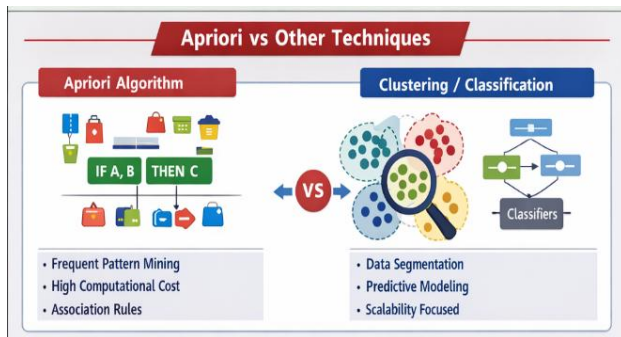 Apriori vs Other Techniques
Apriori Algorithm
IF A, B THEN C
• Frequent Pattern Mining
• High Computational Cost
• Association Rules
VS
Clustering / Classification
Classifiers
• Data Segmentation
• Predictive Modeling
• Scalability Focused